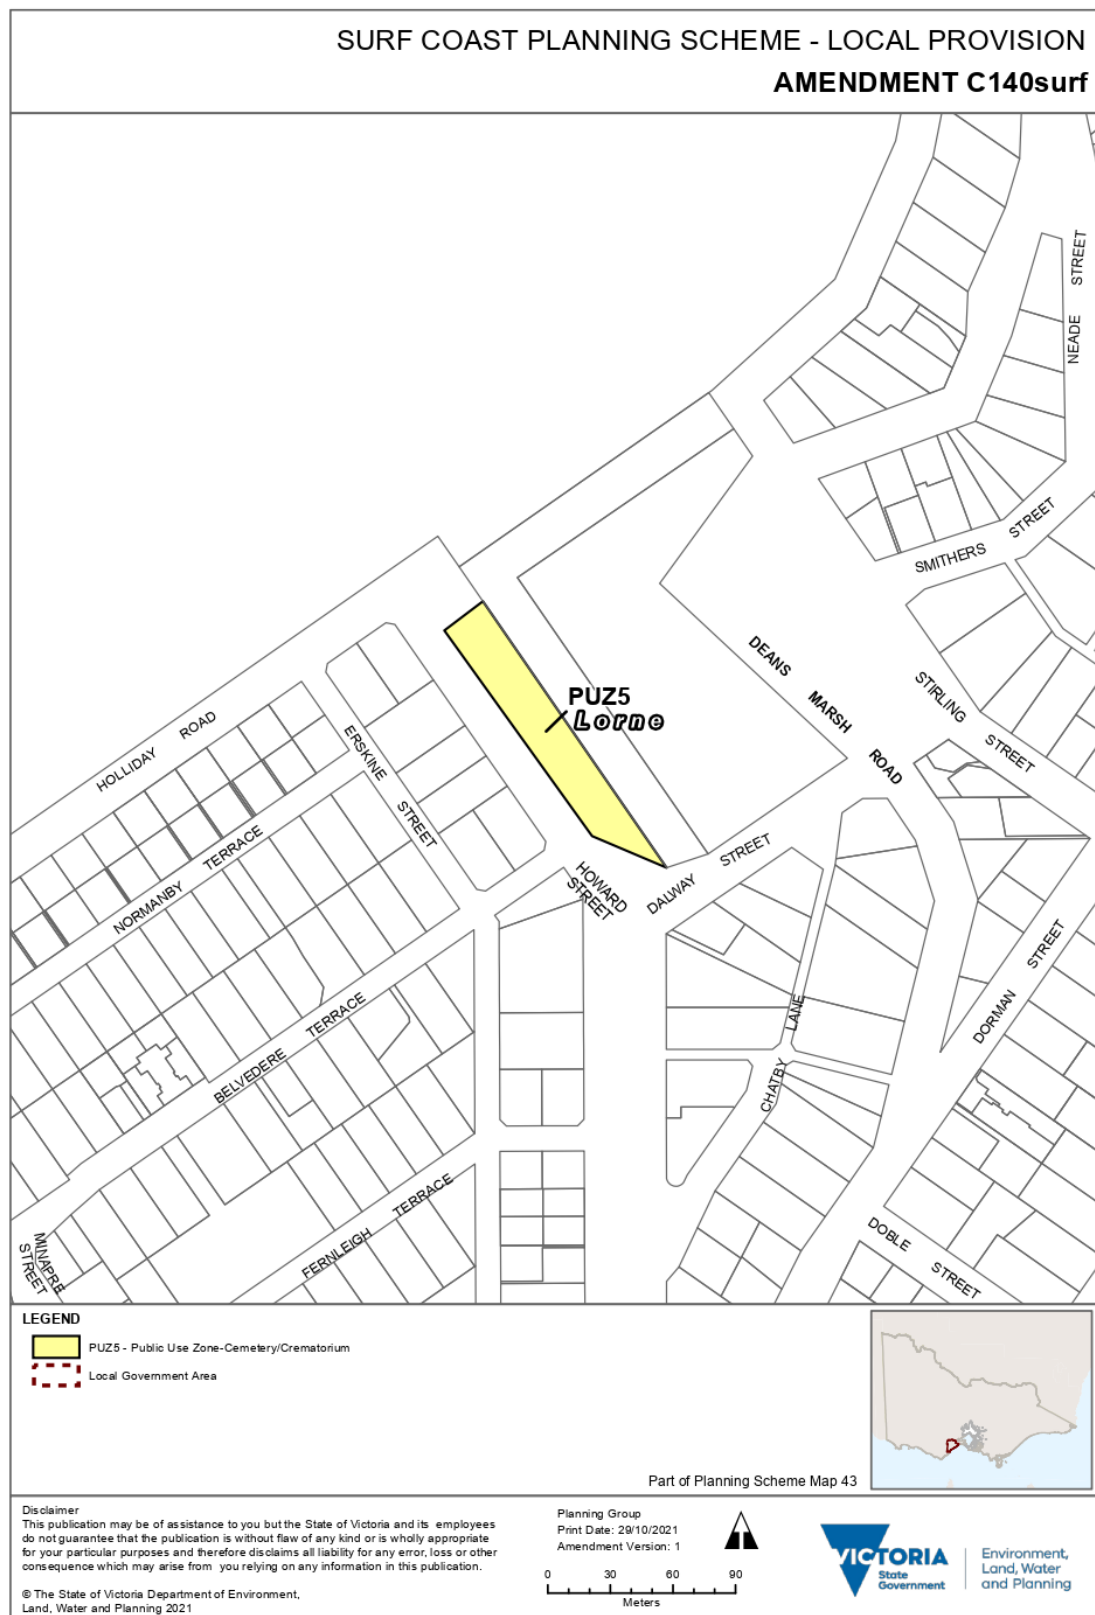 SURF COAST PLANNING SCHEME - LOCAL PROVISION
AMENDMENT C140surf
NEADE STREET
SMITHERS STREET
DEANS MARSH ROAD
STIRLING STREET
PUZ5
Lorne
HOLLIDAY ROAD
ERSKINE STREET
NORMANBY TERRACE
HOWARD STREET
DALWAY STREET
DORMAN STREET
CHATBY LANE
BELVEDERE TERRACE
FERNLEIGH TERRACE
MINAPRE STREET
DOBLE STREET
LEGEND
PUZ5 - Public Use Zone-Cemetery/Crematorium
Local Government Area
Part of Planning Scheme Map 43
Disclaimer
This publication may be of assistance to you but the State of Victoria and its employees
do not guarantee that the publication is without flaw of any kind or is wholly appropriate
for your particular purposes and therefore disclaims all liability for any error, loss or other
consequence which may arise from you relying on any information in this publication.
© The State of Victoria Department of Environment,
Land, Water and Planning 2021
Planning Group
Print Date: 29/10/2021
Amendment Version: 1
0 30 60 90
Meters
VICTORIA
State
Government
Environment,
Land, Water
and Planning